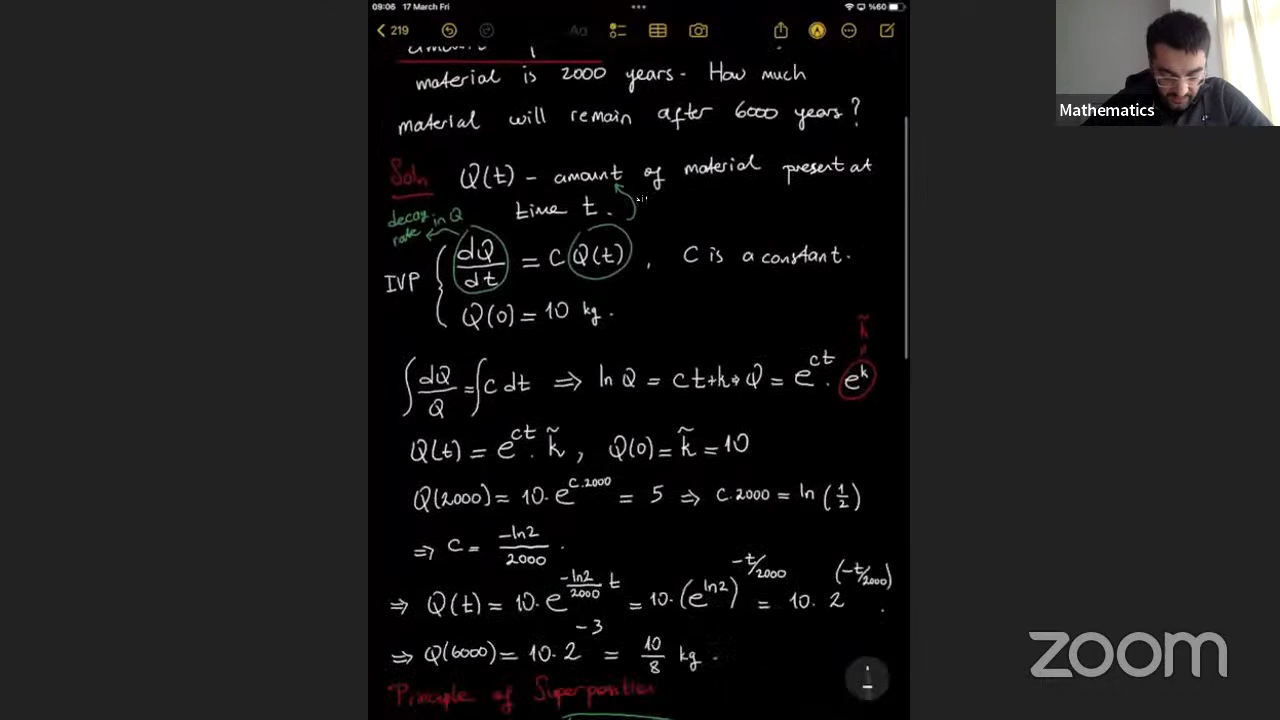 09:06 17 March Fri
%60
219
Aa
amount
material is 2000 years. How much
material will remain after 6000 years?
Soln Q(t) - amount of material present at
time t.
decay rate in Q
IVP { dQ/dt = C Q(t), C is a constant.
Q(0) = 10 kg.
k̃
∫ dQ/Q = ∫ C dt ⇒ ln Q = Ct+k → Q = e^{ct} . e^k
Q(t) = e^{ct} . k̃, Q(0) = k̃ = 10
Q(2000) = 10. e^{C.2000} = 5 ⇒ C.2000 = ln (1/2)
⇒ C = -ln2/2000 .
⇒ Q(t) = 10. e^{-ln2/2000 t} = 10. (e^{ln2})^{-t/2000} = 10. 2^{(-t/2000)} .
⇒ Q(6000) = 10. 2^{-3} = 10/8 kg.
Principle of Superposition
Mathematics
zoom